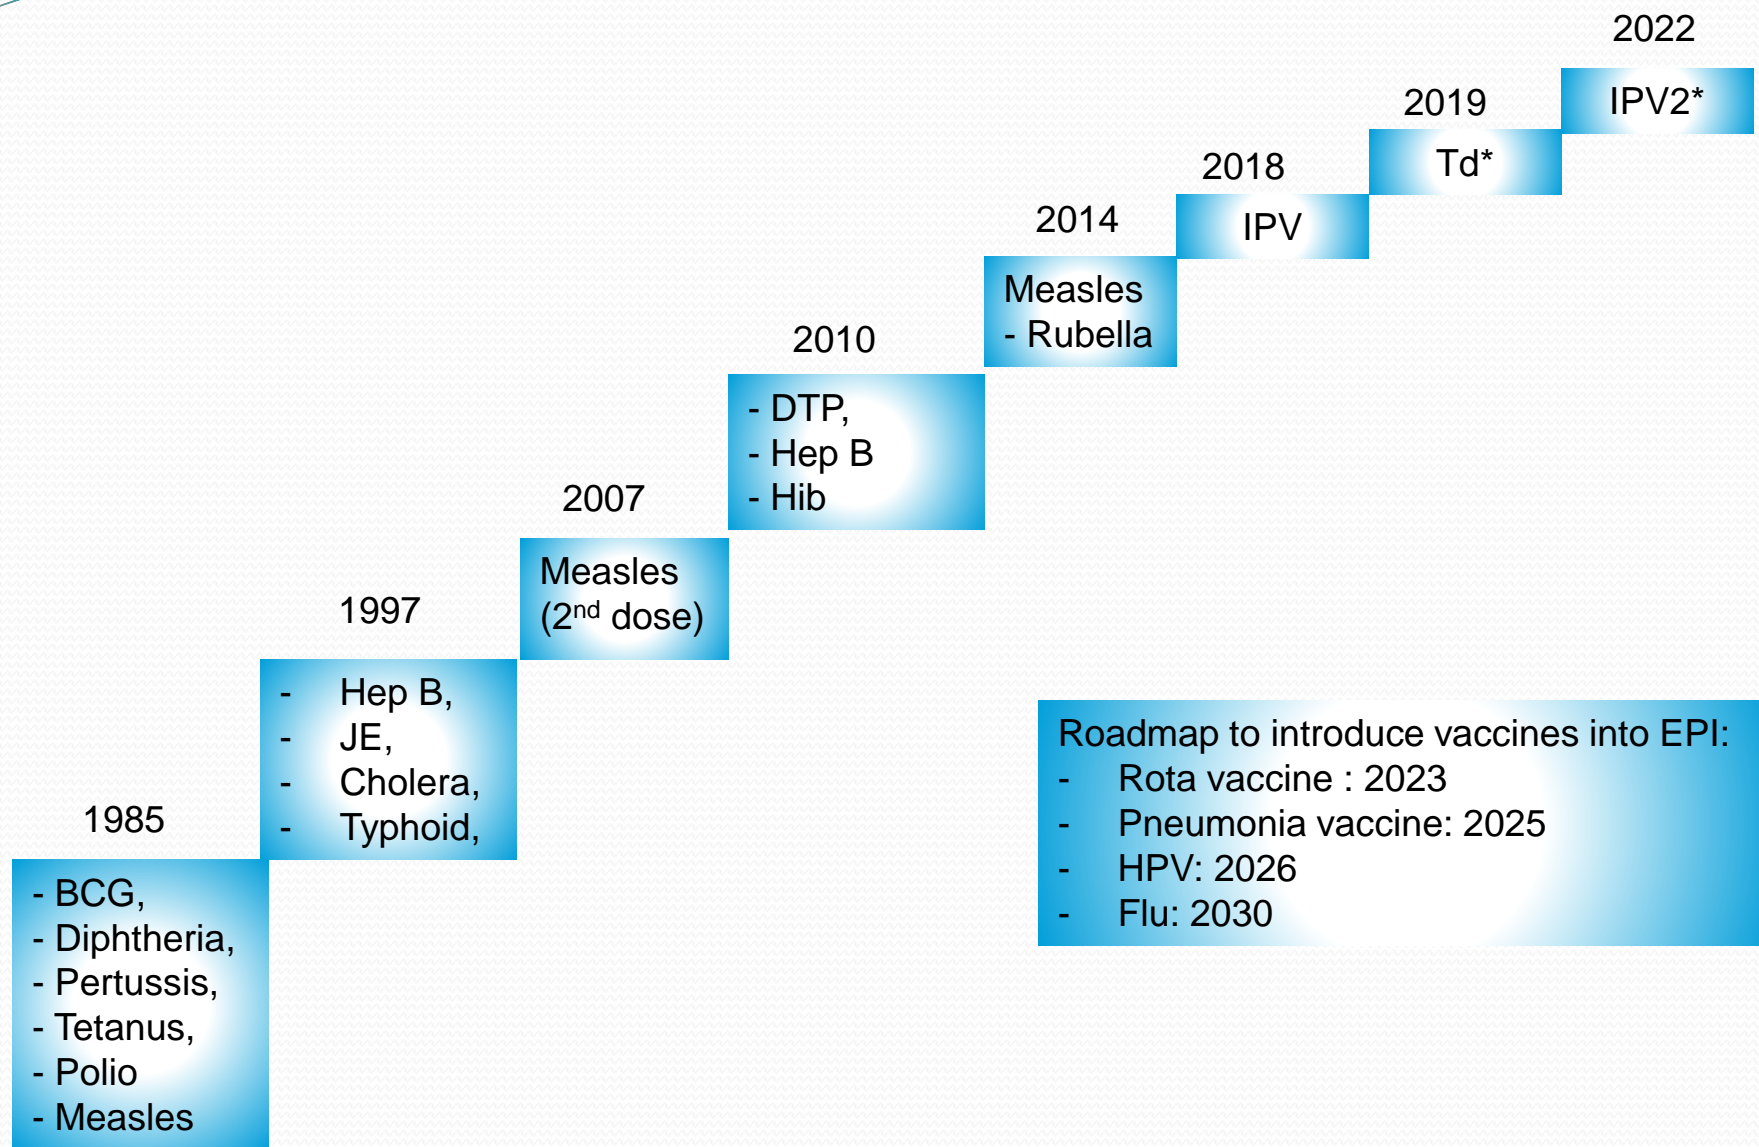 2022
IPV2*
2019
Td*
2018
IPV
2014
Measles
- Rubella
2010
- DTP,
- Hep B
- Hib
2007
Measles
(2nd dose)
1997
- Hep B,
- JE,
- Cholera,
- Typhoid,
1985
- BCG,
- Diphtheria,
- Pertussis,
- Tetanus,
- Polio
- Measles
Roadmap to introduce vaccines into EPI:
- Rota vaccine : 2023
- Pneumonia vaccine: 2025
- HPV: 2026
- Flu: 2030